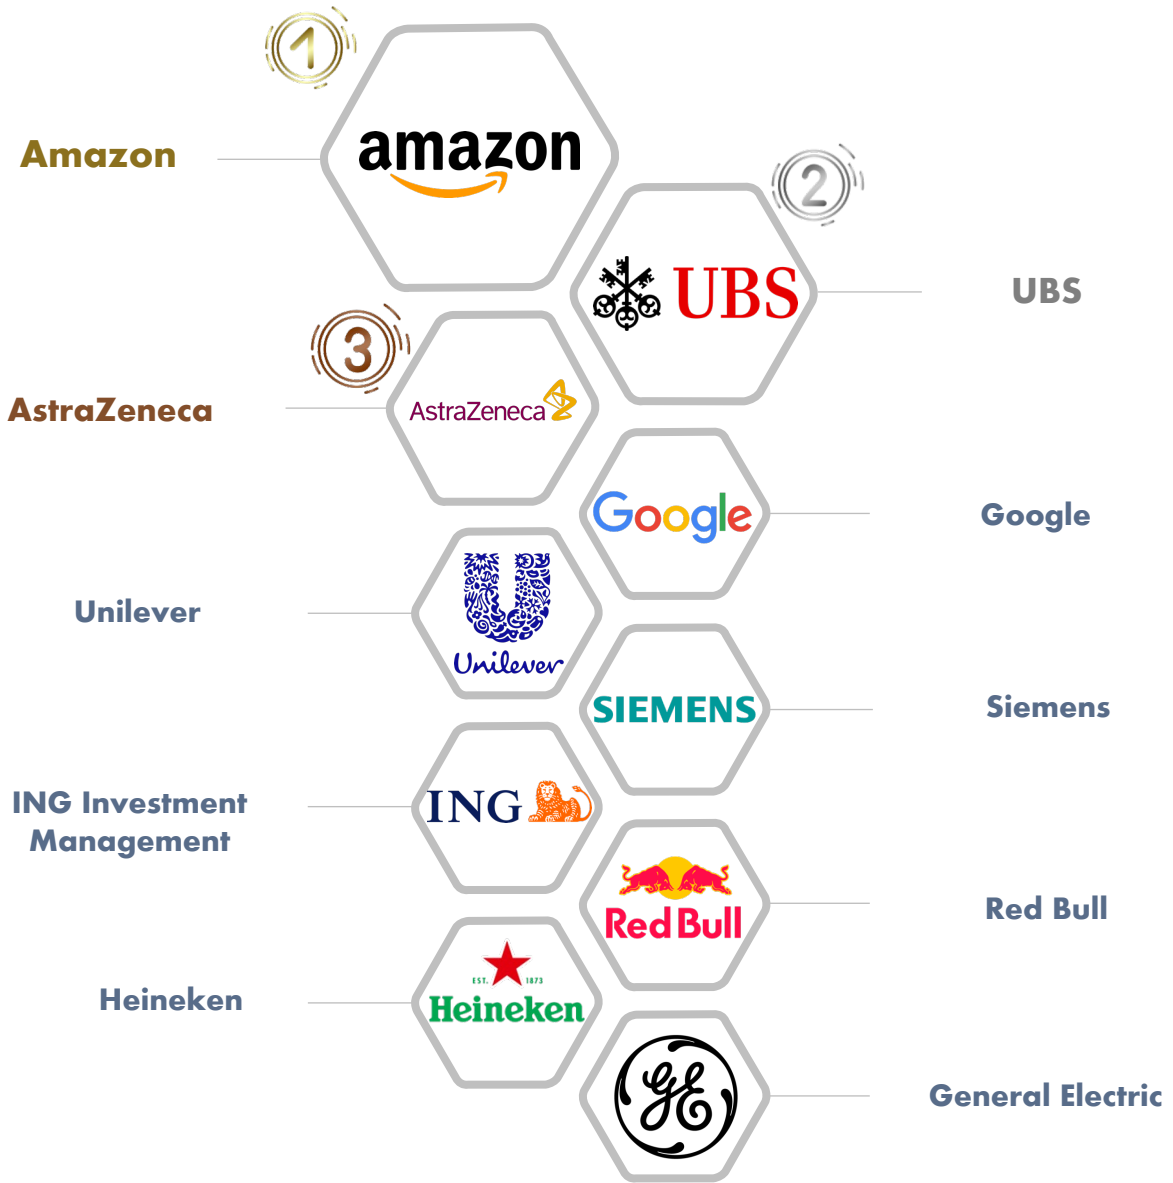 1
Amazon
amazon
2
UBS
UBS
3
AstraZeneca
AstraZeneca
Google
Google
Unilever
Unilever
SIEMENS
Siemens
ING Investment
Management
ING
Red Bull
Red Bull
Heineken
EST. 1873
Heineken
GE
General Electric